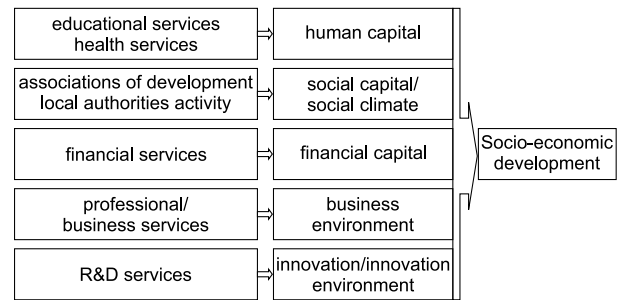 educational services
health services
human capital
associations of development
local authorities activity
social capital/
social climate
financial services
financial capital
Socio-economic
development
professional/
business services
business
environment
R&D services
innovation/innovation
environment